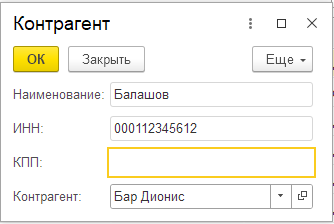 Контрагент
ОК Закрыть Еще
Наименование: Балашов
ИНН: 000112345612
КПП:
Контрагент: Бар Дионис